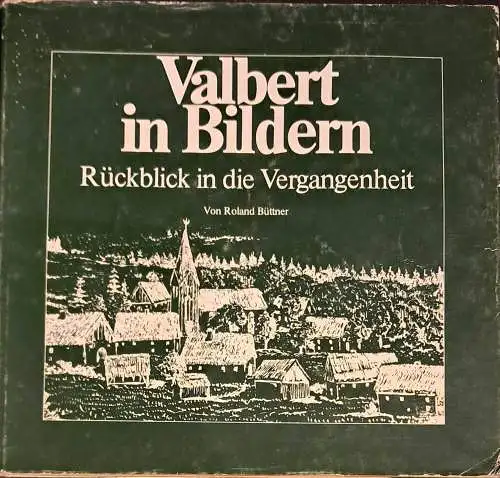 Valbert
in Bildern
Rückblick in die Vergangenheit
Von Roland Büttner